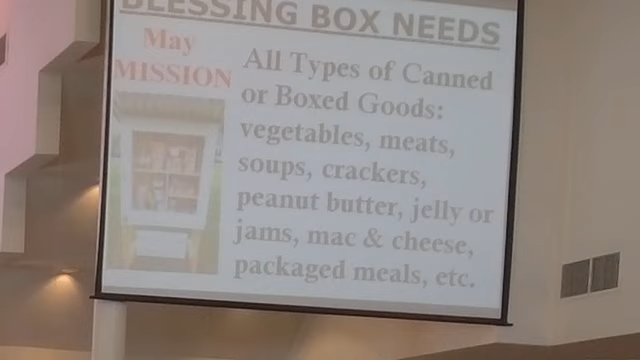 BLESSING BOX NEEDS
May
MISSION
All Types of Canned
or Boxed Goods:
vegetables, meats,
soups, crackers,
peanut butter, jelly or
jams, mac & cheese,
packaged meals, etc.